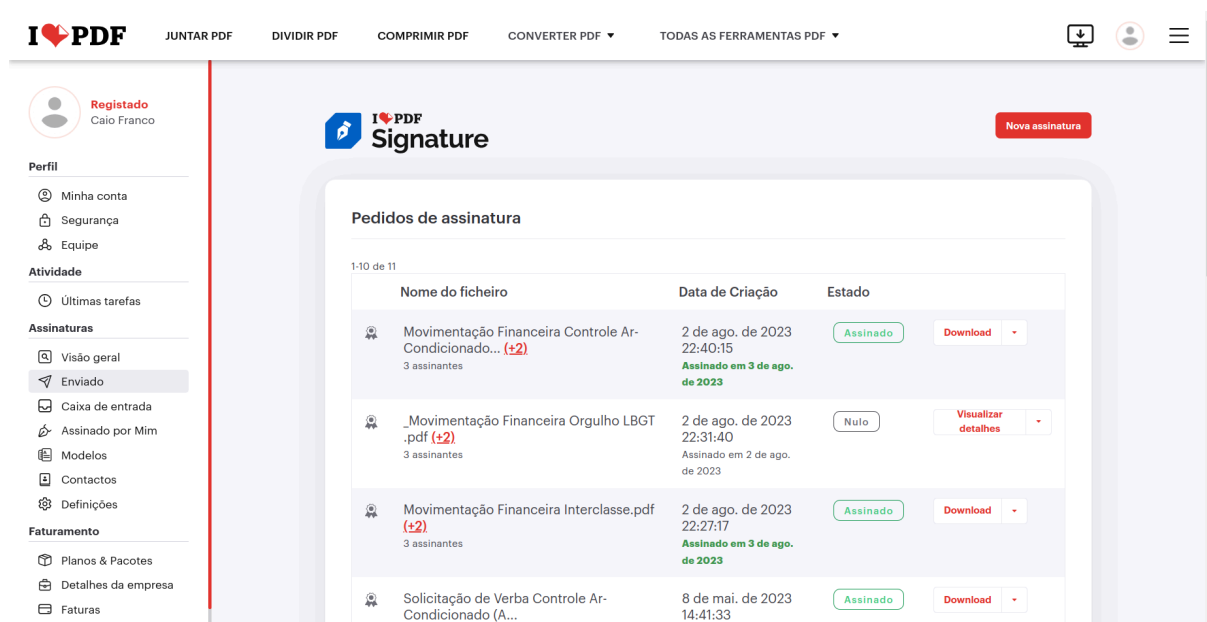 I PDF
JUNTAR PDF
DIVIDIR PDF
COMPRIMIR PDF
CONVERTER PDF
TODAS AS FERRAMENTAS PDF
Registado
Caio Franco
Perfil
Minha conta
Segurança
Equipe
Atividade
Últimas tarefas
Assinaturas
Visão geral
Enviado
Caixa de entrada
Assinado por Mim
Modelos
Contactos
Definições
Faturamento
Planos & Pacotes
Detalhes da empresa
Faturas
I PDF
Signature
Nova assinatura
Pedidos de assinatura
1-10 de 11
Nome do ficheiro
Data de Criação
Estado
Movimentação Financeira Controle Ar-
Condicionado... (+2)
3 assinantes
2 de ago. de 2023
22:40:15
Assinado em 3 de ago.
de 2023
Assinado
Download
_Movimentação Financeira Orgulho LBGT
.pdf (+2)
3 assinantes
2 de ago. de 2023
22:31:40
Assinado em 2 de ago.
de 2023
Nulo
Visualizar
detalhes
Movimentação Financeira Interclasse.pdf
(+2)
3 assinantes
2 de ago. de 2023
22:27:17
Assinado em 3 de ago.
de 2023
Assinado
Download
Solicitação de Verba Controle Ar-
Condicionado (A...
8 de mai. de 2023
14:41:33
Assinado
Download